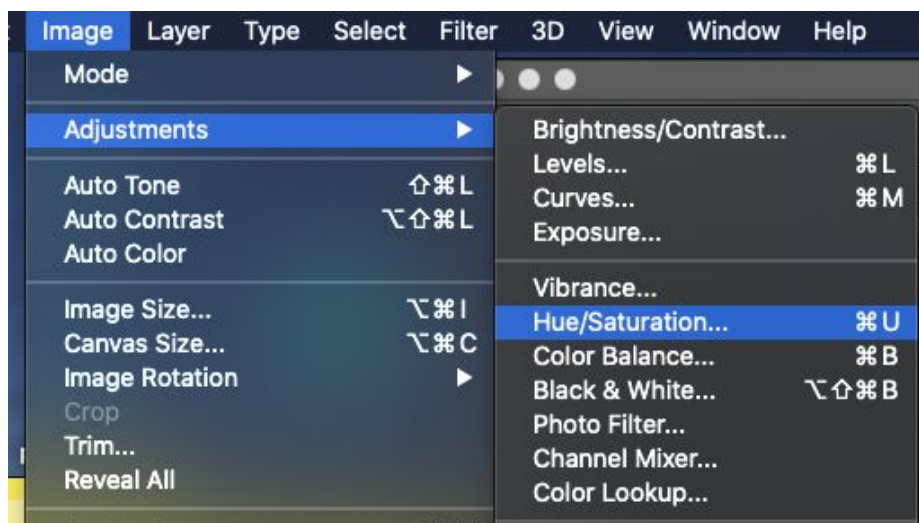 Image Layer Type Select Filter 3D View Window Help
Mode ▶
Adjustments ▶
Auto Tone ⇧⌘L
Auto Contrast ⌥⇧⌘L
Auto Color
Image Size... ⌥⌘I
Canvas Size... ⌥⌘C
Image Rotation ▶
Crop
Trim...
Reveal All
Brightness/Contrast...
Levels... ⌘L
Curves... ⌘M
Exposure...
Vibrance...
Hue/Saturation... ⌘U
Color Balance... ⌘B
Black & White... ⌥⇧⌘B
Photo Filter...
Channel Mixer...
Color Lookup...